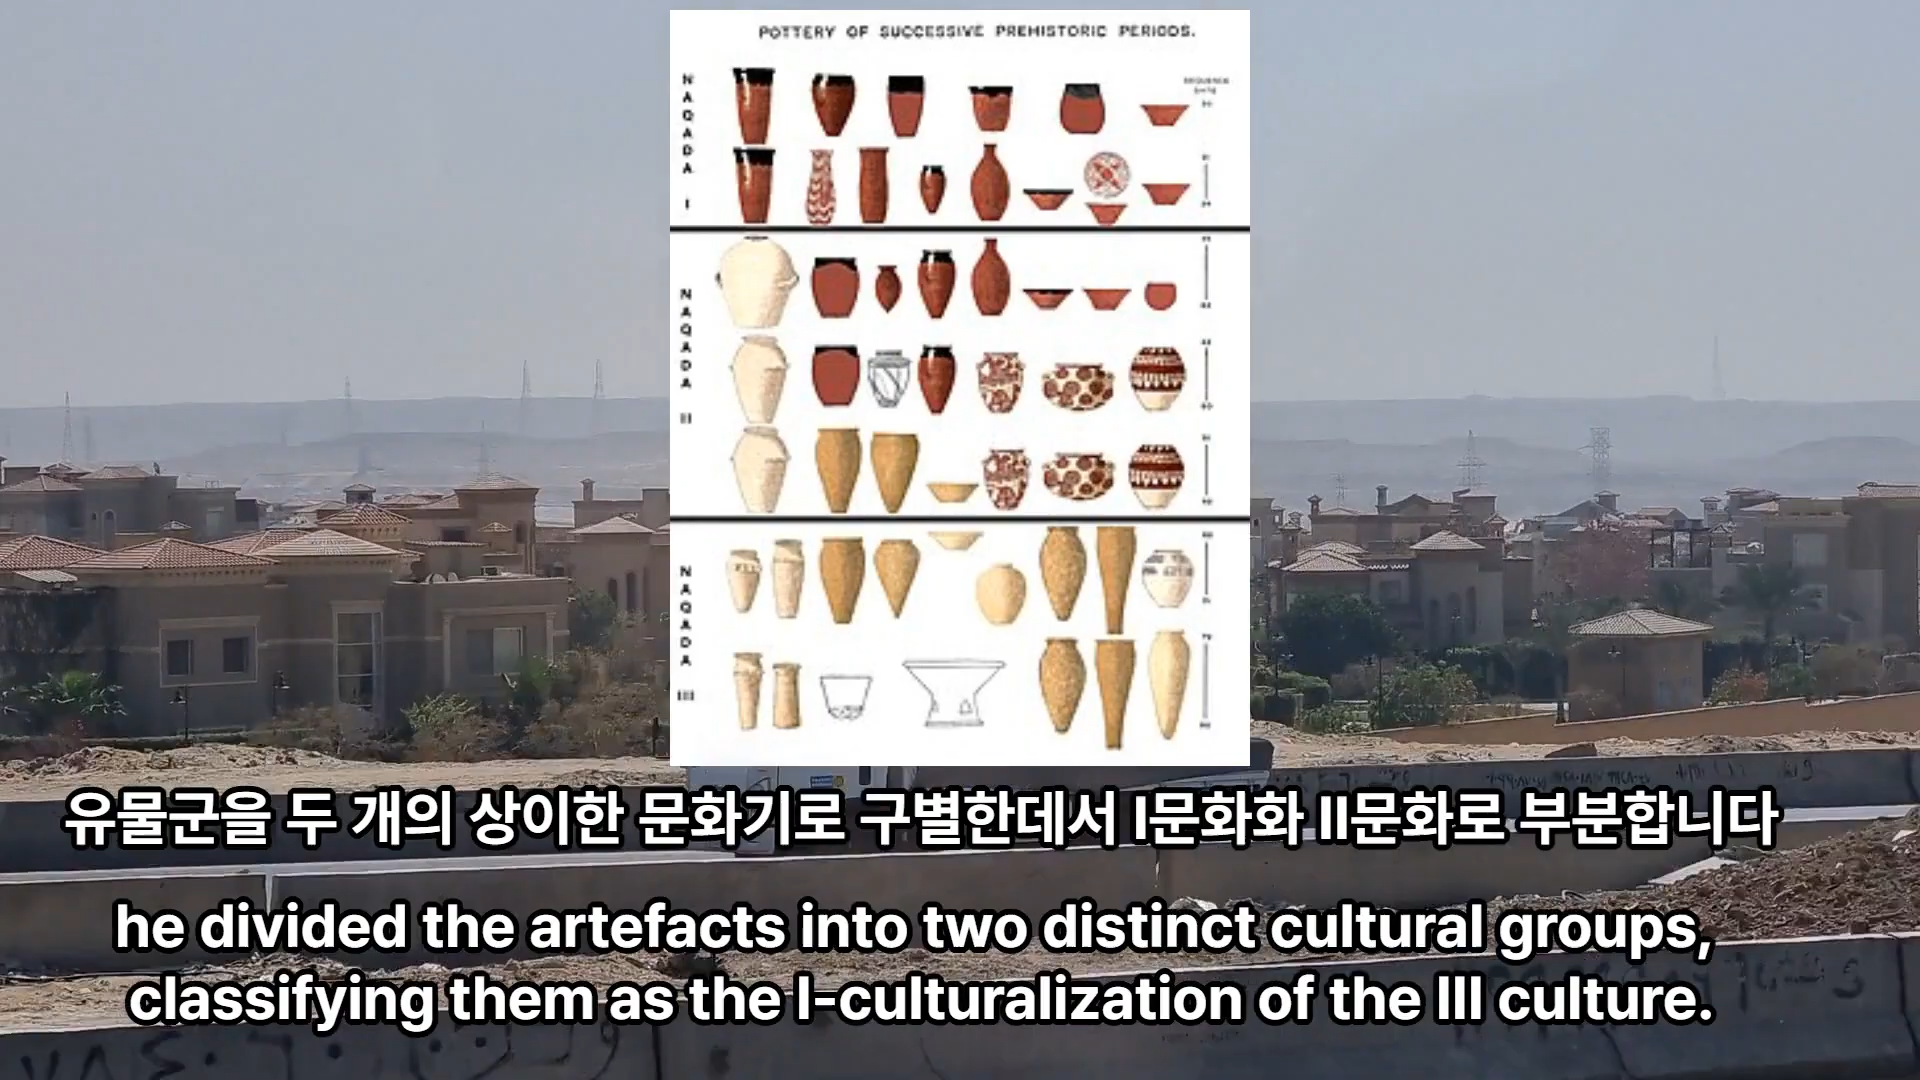 POTTERY OF SUCCESSIVE PREHISTORIC PERIODS.
SEQUENCE
DATE
NAQADA I
NAQADA II
NAQADA III
유물군을 두 개의 상이한 문화기로 구별한데서 I문화화 II문화로 부분합니다
he divided the artefacts into two distinct cultural groups,
classifying them as the I-culturalization of the III culture.